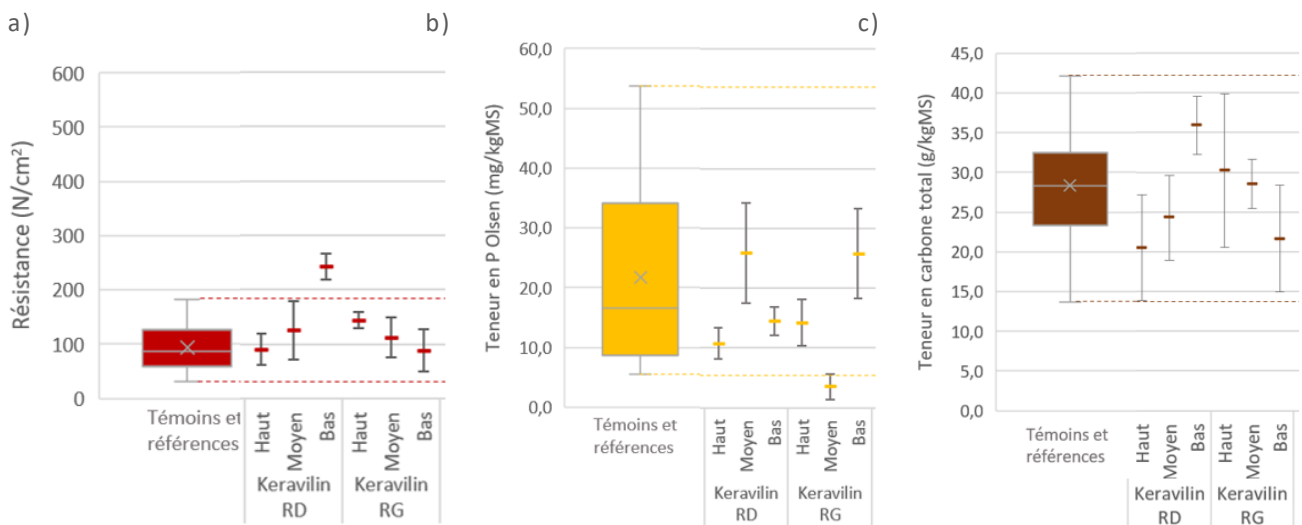 a)
Résistance (N/cm²)
600
500
400
300
200
100
0
Témoins et
références
Haut
Moyen
Bas
Haut
Moyen
Bas
Keravilin
RD
Keravilin
RG
b)
Teneur en P Olsen (mg/kgMS)
60,0
50,0
40,0
30,0
20,0
10,0
0,0
Témoins et
références
Haut
Moyen
Bas
Haut
Moyen
Bas
Keravilin
RD
Keravilin
RG
c)
Teneur en carbone total (g/kgMS)
45,0
40,0
35,0
30,0
25,0
20,0
15,0
10,0
5,0
0,0
Témoins et
références
Haut
Moyen
Bas
Haut
Moyen
Bas
Keravilin
RD
Keravilin
RG